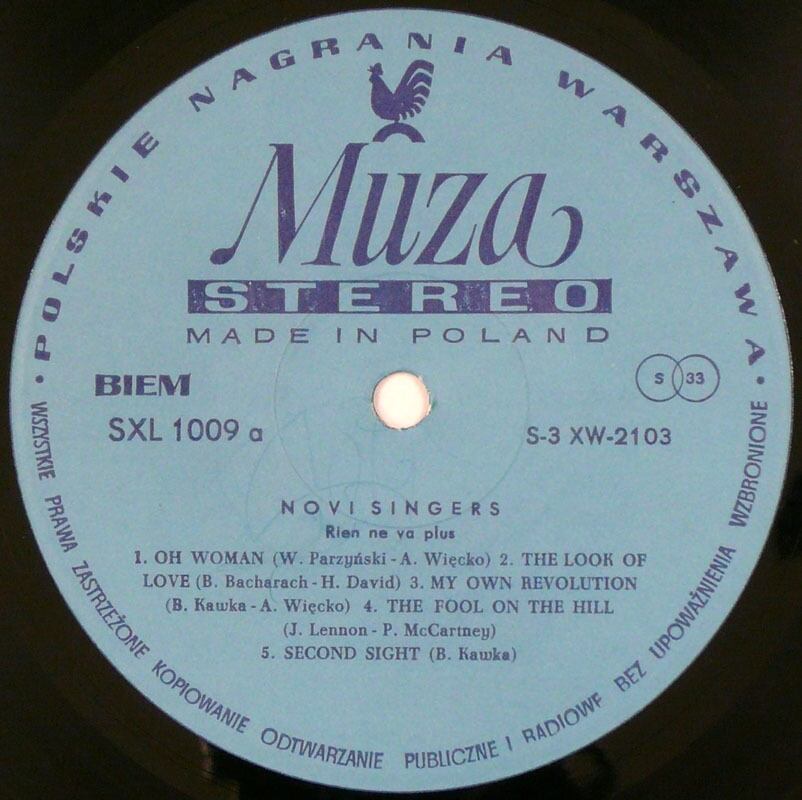 • POLSKIE NAGRANIA WARSZAWA •
Muza
STEREO
MADE IN POLAND
BIEM
S 33
SXL 1009 a
S-3 XW-2103
NOVI SINGERS
Rien ne va plus
1. OH WOMAN (W. Parzyński - A. Więcko) 2. THE LOOK OF
LOVE (B. Bacharach - H. David) 3. MY OWN REVOLUTION
(B. Kawka - A. Więcko) 4. THE FOOL ON THE HILL
(J. Lennon - P. McCartney)
5. SECOND SIGHT (B. Kawka)
WSZYSTKIE PRAWA ZASTRZEŻONE KOPIOWANIE ODTWARZANIE PUBLICZNE I RADIOWE BEZ UPOWAŻNIENIA WZBRONIONE